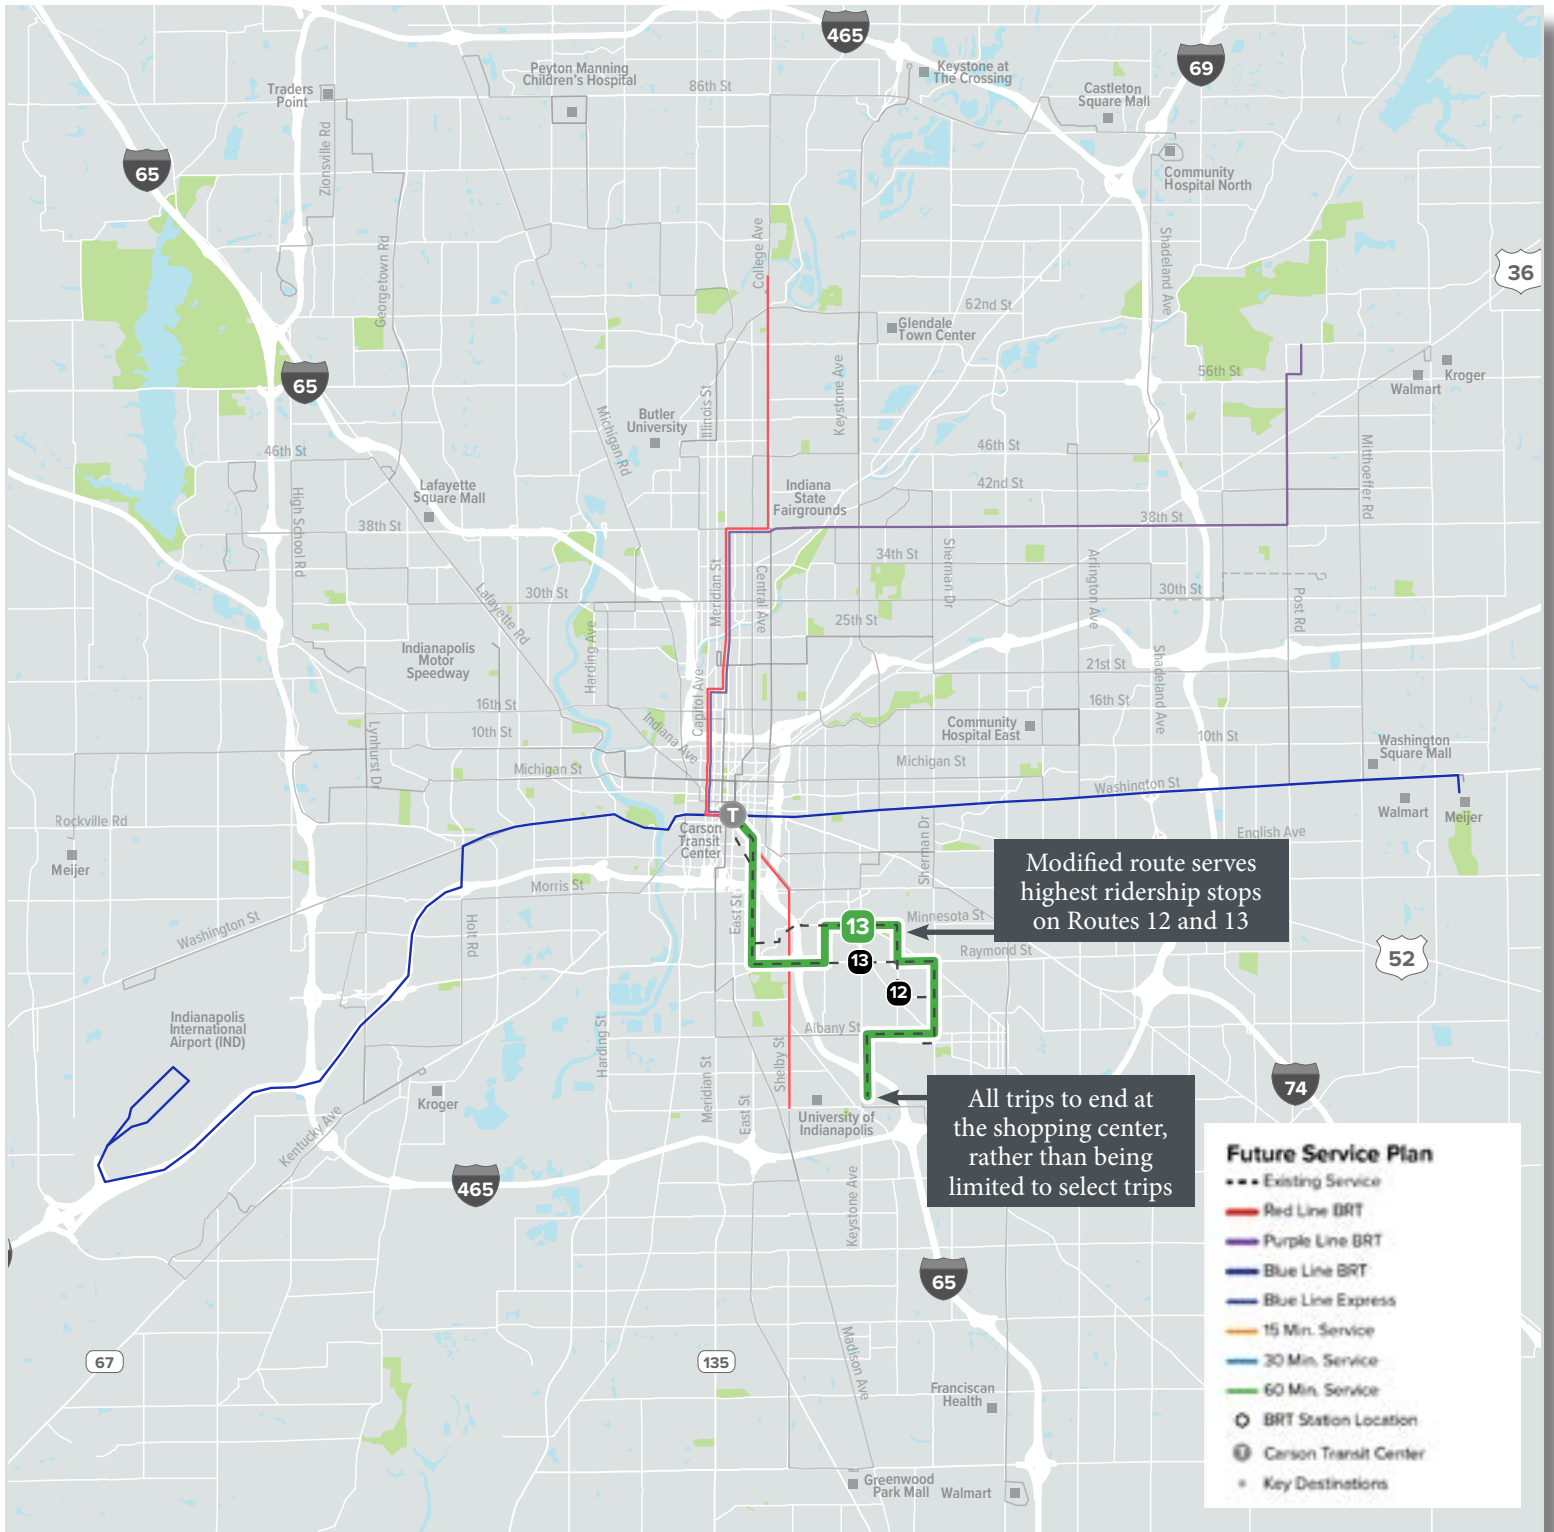 465
69
Peyton Manning
Children's Hospital
Keystone at
The Crossing
86th St
Traders
Point
Castleton
Square Mall
Zionsville Rd
65
Community
Hospital North
College Ave
Georgetown Rd
Shadeland Ave
36
62nd St
Glendale
Town Center
65
56th St
Kroger
Walmart
Illinois St
Keystone Ave
Michigan Rd
Butler
University
46th St
46th St
Mitthoeffer Rd
Lafayette
Square Mall
Indiana
State
Fairgrounds
42nd St
High School Rd
38th St
38th St
Meridian St
Central Ave
34th St
Sherman Dr
Arlington Ave
30th St
Lafayette Rd
30th St
Post Rd
25th St
Harding Ave
Indianapolis
Motor
Speedway
21st St
Shadeland Ave
Capitol Ave
16th St
16th St
Indiana Ave
Lynhurst Dr
10th St
Community
Hospital East
10th St
Washington
Square Mall
Michigan St
Michigan St
Washington St
T
Walmart
Meijer
Rockville Rd
Carson
Transit
Center
English Ave
Sherman Dr
Meijer
Modified route serves
highest ridership stops
on Routes 12 and 13
Morris St
East St
13
Minnesota St
Washington St
Holt Rd
Raymond St
13
52
12
Indianapolis
International
Airport (IND)
Harding St
Albany St
Meridian St
East St
Shelby St
Kroger
University of
Indianapolis
All trips to end at
the shopping center,
rather than being
limited to select trips
74
Kentucky Ave
465
Keystone Ave
65
67
135
Madison Ave
Franciscan
Health
Greenwood
Park Mall
Walmart
Future Service Plan
Existing Service
Red Line BRT
Purple Line BRT
Blue Line BRT
Blue Line Express
15 Min. Service
30 Min. Service
60 Min. Service
BRT Station Location
T Carson Transit Center
Key Destinations